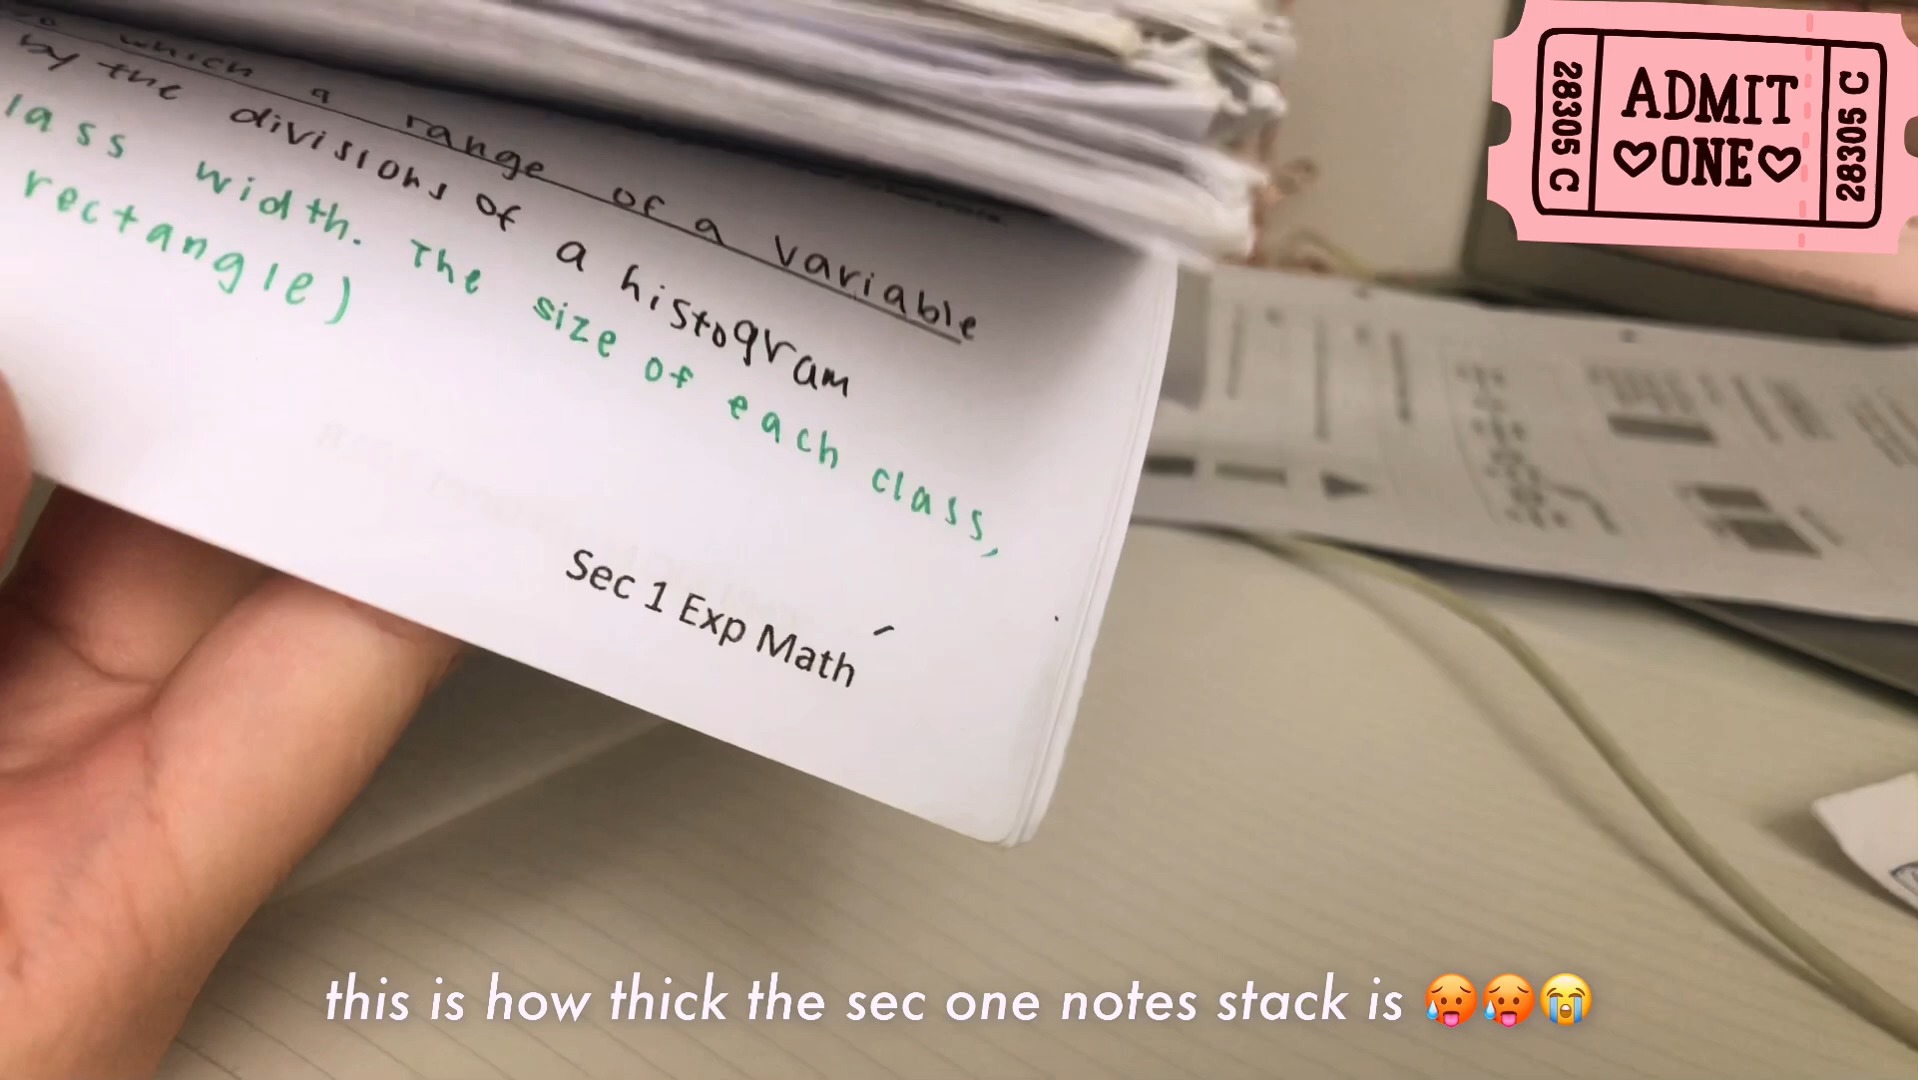 which a range of a variable
by the divisions of a histogram
lass width. The size of each class,
rectangle)
Sec 1 Exp Math
28305 C
ADMIT
♡ONE♡
28305 C
this is how thick the sec one notes stack is 🥵🥵😭